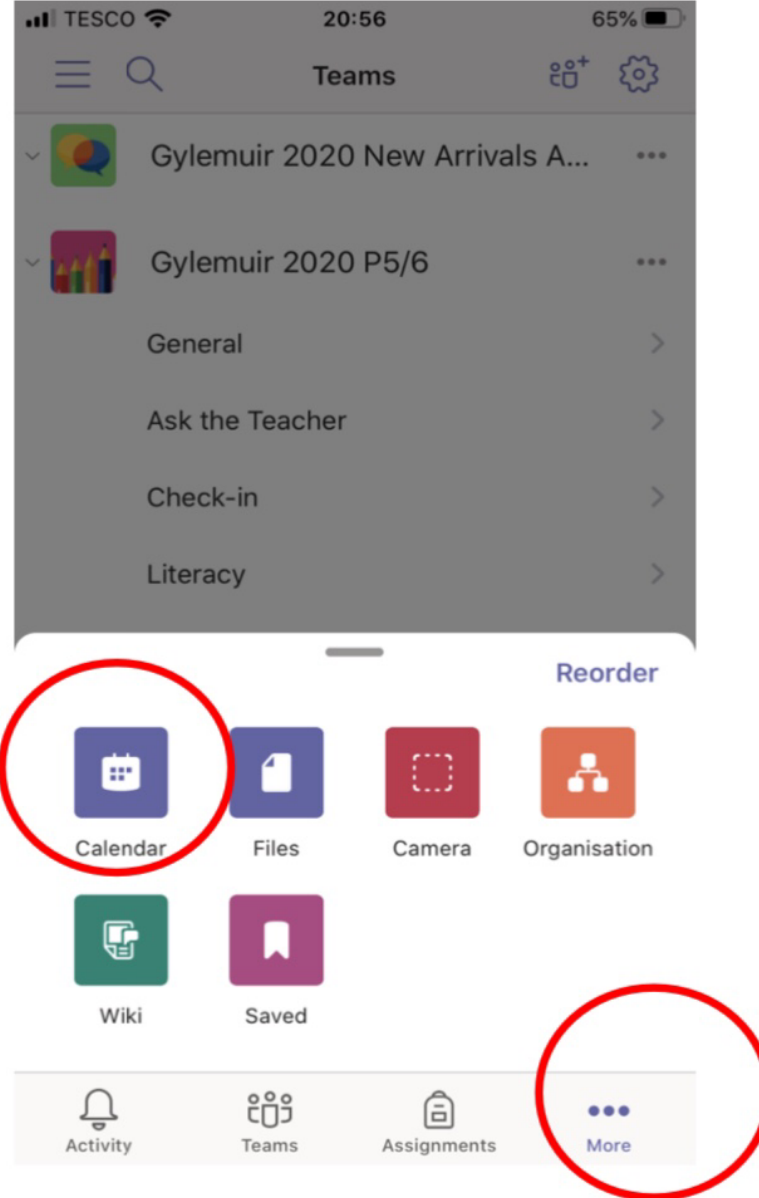 TESCO 20:56 65%
Teams
Gylemuir 2020 New Arrivals A...
Gylemuir 2020 P5/6
General
Ask the Teacher
Check-in
Literacy
Reorder
Calendar Files Camera Organisation
Wiki Saved
Activity Teams Assignments More